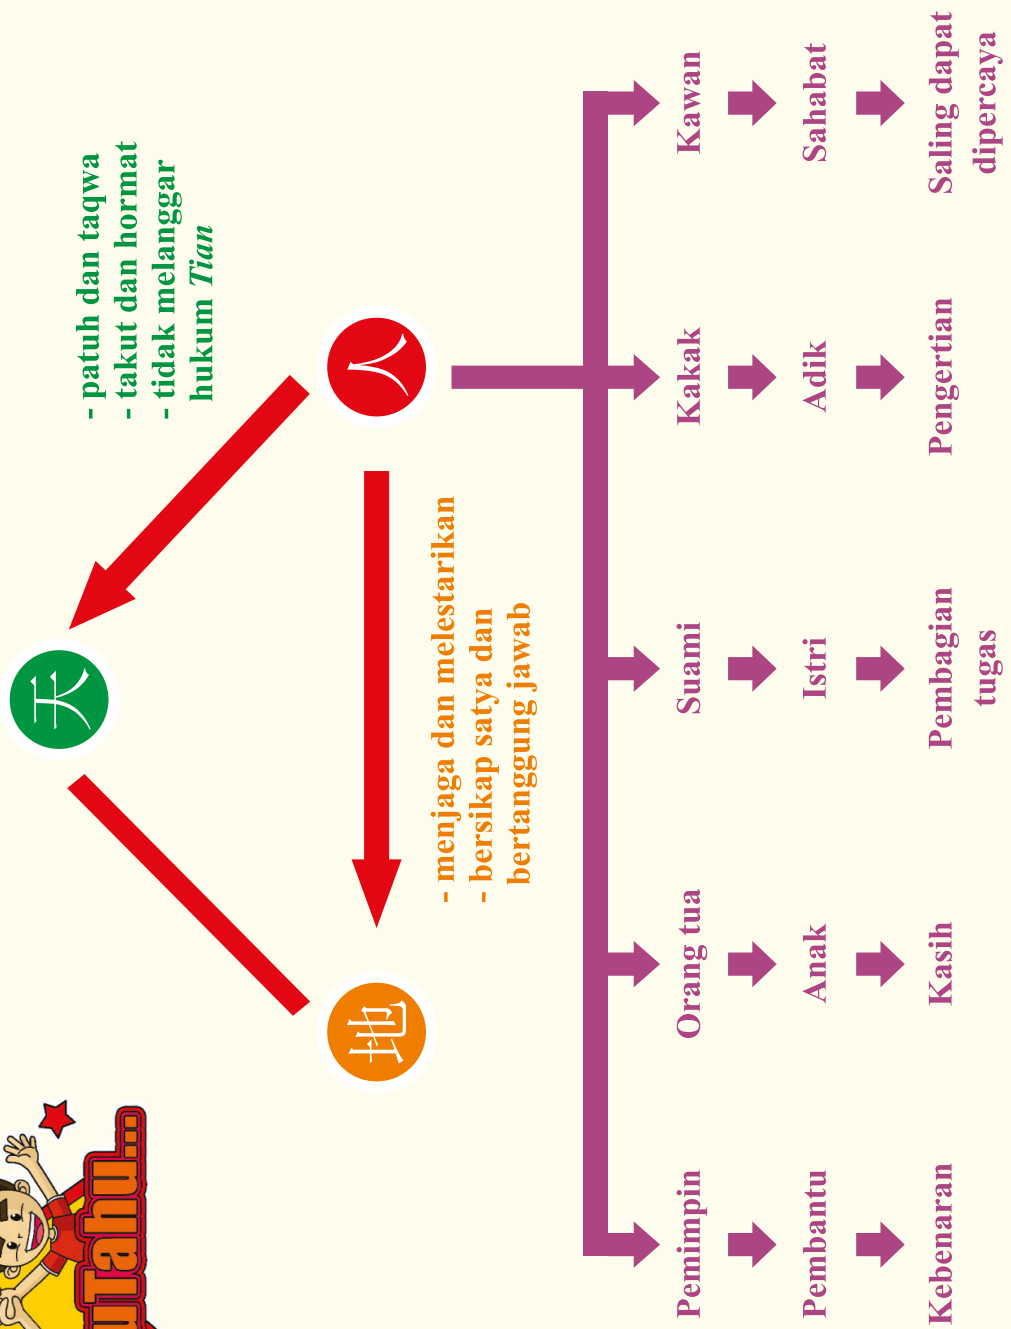 uTahu...
天
- patuh dan taqwa
- takut dan hormat
- tidak melanggar
hukum Tian
地
人
- menjaga dan melestarikan
- bersikap satya dan
bertanggung jawab
Pemimpin
Orang tua
Suami
Kakak
Kawan
Pembantu
Anak
Istri
Adik
Sahabat
Kebenaran
Kasih
Pembagian
tugas
Pengertian
Saling dapat
dipercaya